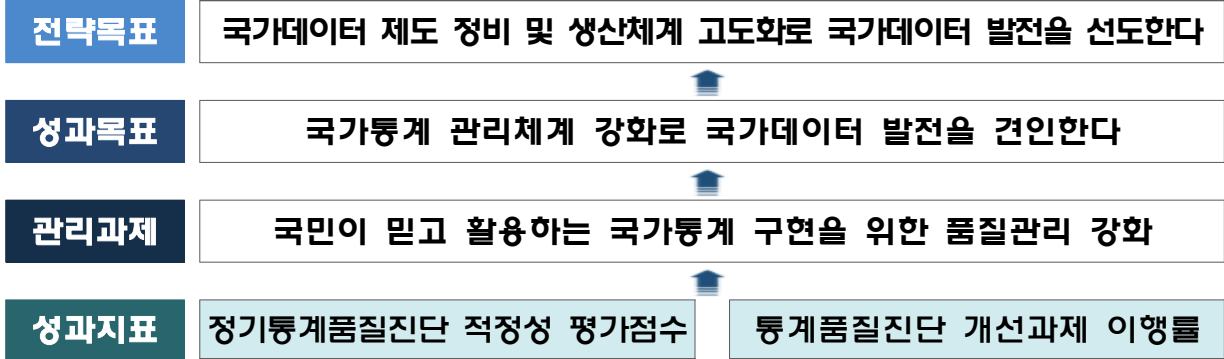 전략목표
국가데이터 제도 정비 및 생산체계 고도화로 국가데이터 발전을 선도한다
성과목표
국가통계 관리체계 강화로 국가데이터 발전을 견인한다
관리과제
국민이 믿고 활용하는 국가통계 구현을 위한 품질관리 강화
성과지표
정기통계품질진단 적정성 평가점수
통계품질진단 개선과제 이행률